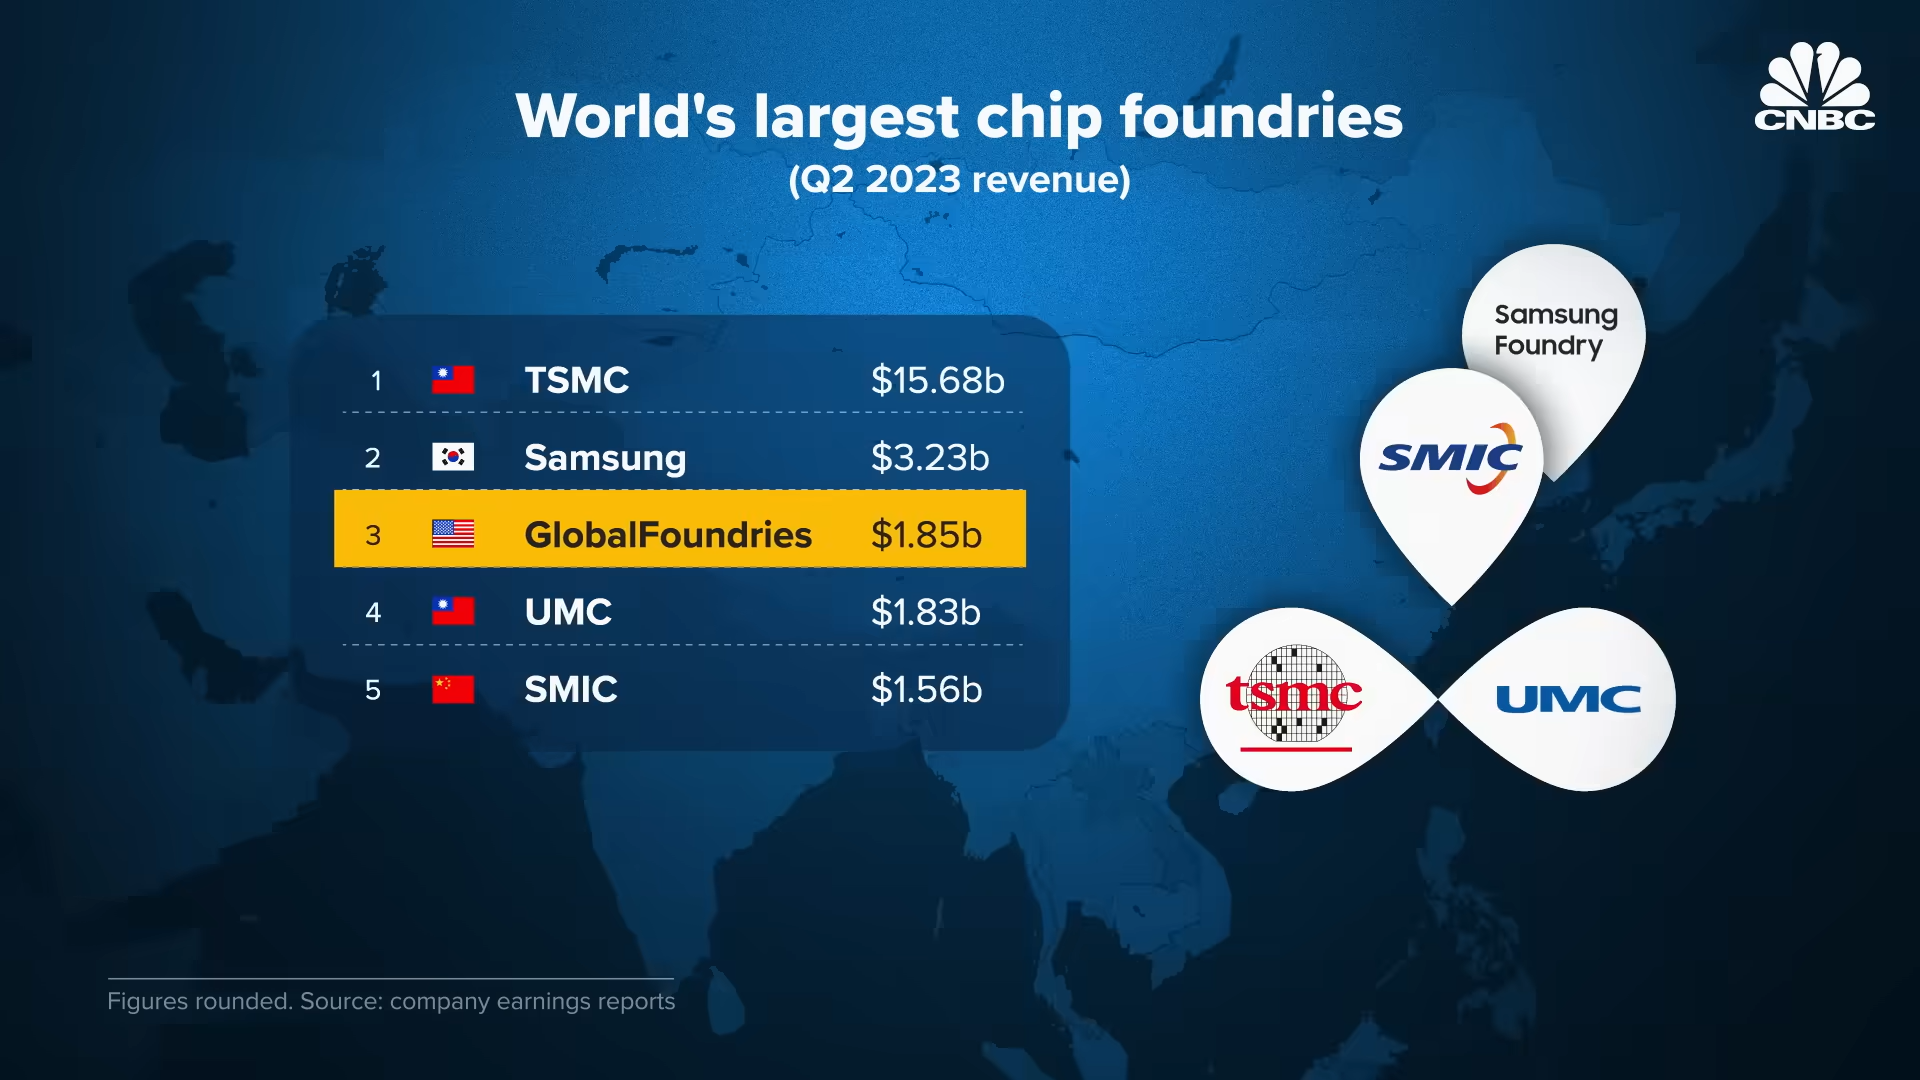 World's largest chip foundries
(Q2 2023 revenue)
CNBC
1 TSMC $15.68b
2 Samsung $3.23b
3 GlobalFoundries $1.85b
4 UMC $1.83b
5 SMIC $1.56b
Samsung
Foundry
SMIC
tsmc
UMC
Figures rounded. Source: company earnings reports